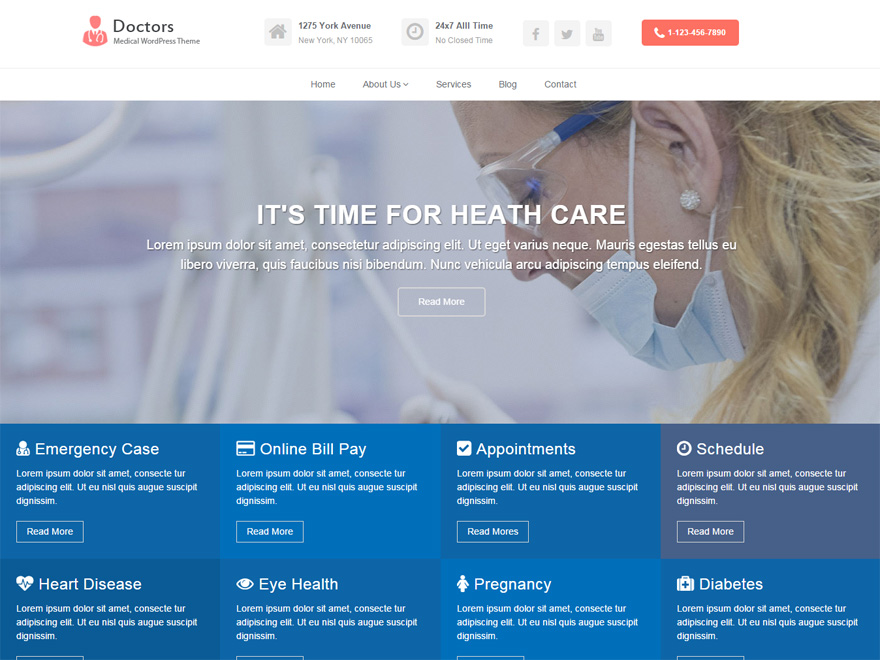 Doctors
Medical WordPress Theme
1275 York Avenue
New York, NY 10065
24x7 Alll Time
No Closed Time
You
Tube
1-123-456-7890
Home
About Us
Services
Blog
Contact
IT'S TIME FOR HEATH CARE
Lorem ipsum dolor sit amet, consectetur adipiscing elit. Ut eget varius neque. Mauris egestas tellus eu
libero viverra, quis faucibus nisi bibendum. Nunc vehicula arcu adipiscing tempus eleifend.
Read More
Emergency Case
Lorem ipsum dolor sit amet, consecte tur
adipiscing elit. Ut eu nisl quis augue suscipit
dignissim.
Read More
Online Bill Pay
Lorem ipsum dolor sit amet, consecte tur
adipiscing elit. Ut eu nisl quis augue suscipit
dignissim.
Read More
Appointments
Lorem ipsum dolor sit amet, consecte tur
adipiscing elit. Ut eu nisl quis augue suscipit
dignissim.
Read Mores
Schedule
Lorem ipsum dolor sit amet, consecte tur
adipiscing elit. Ut eu nisl quis augue suscipit
dignissim.
Read More
Heart Disease
Lorem ipsum dolor sit amet, consecte tur
adipiscing elit. Ut eu nisl quis augue suscipit
dignissim.
Eye Health
Lorem ipsum dolor sit amet, consecte tur
adipiscing elit. Ut eu nisl quis augue suscipit
dignissim.
Pregnancy
Lorem ipsum dolor sit amet, consecte tur
adipiscing elit. Ut eu nisl quis augue suscipit
dignissim.
Diabetes
Lorem ipsum dolor sit amet, consecte tur
adipiscing elit. Ut eu nisl quis augue suscipit
dignissim.